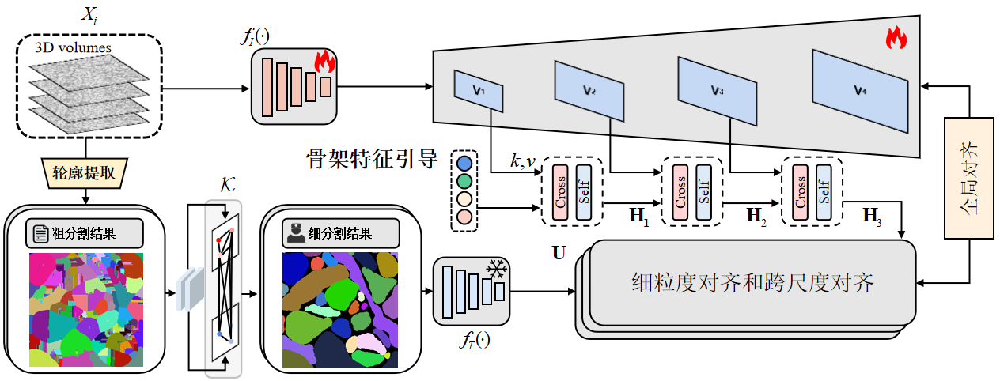 Xᵢ
3D volumes
f_I(·)
V₁
V₂
V₃
V₄
轮廓提取
骨架特征引导
k,v
Cross
Self
Cross
Self
Cross
Self
H₁
H₂
H₃
全局对齐
𝒦
粗分割结果
细分割结果
U
f_T(·)
细粒度对齐和跨尺度对齐